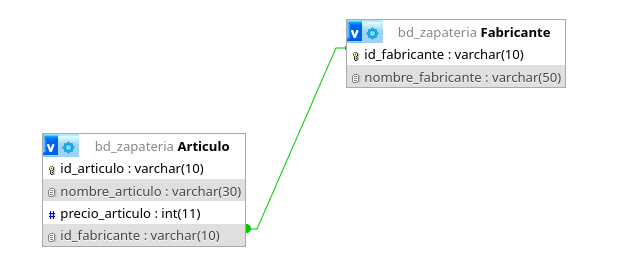 v bd_zapateria Fabricante
id_fabricante : varchar(10)
nombre_fabricante : varchar(50)
v bd_zapateria Articulo
id_articulo : varchar(10)
nombre_articulo : varchar(30)
# precio_articulo : int(11)
id_fabricante : varchar(10)